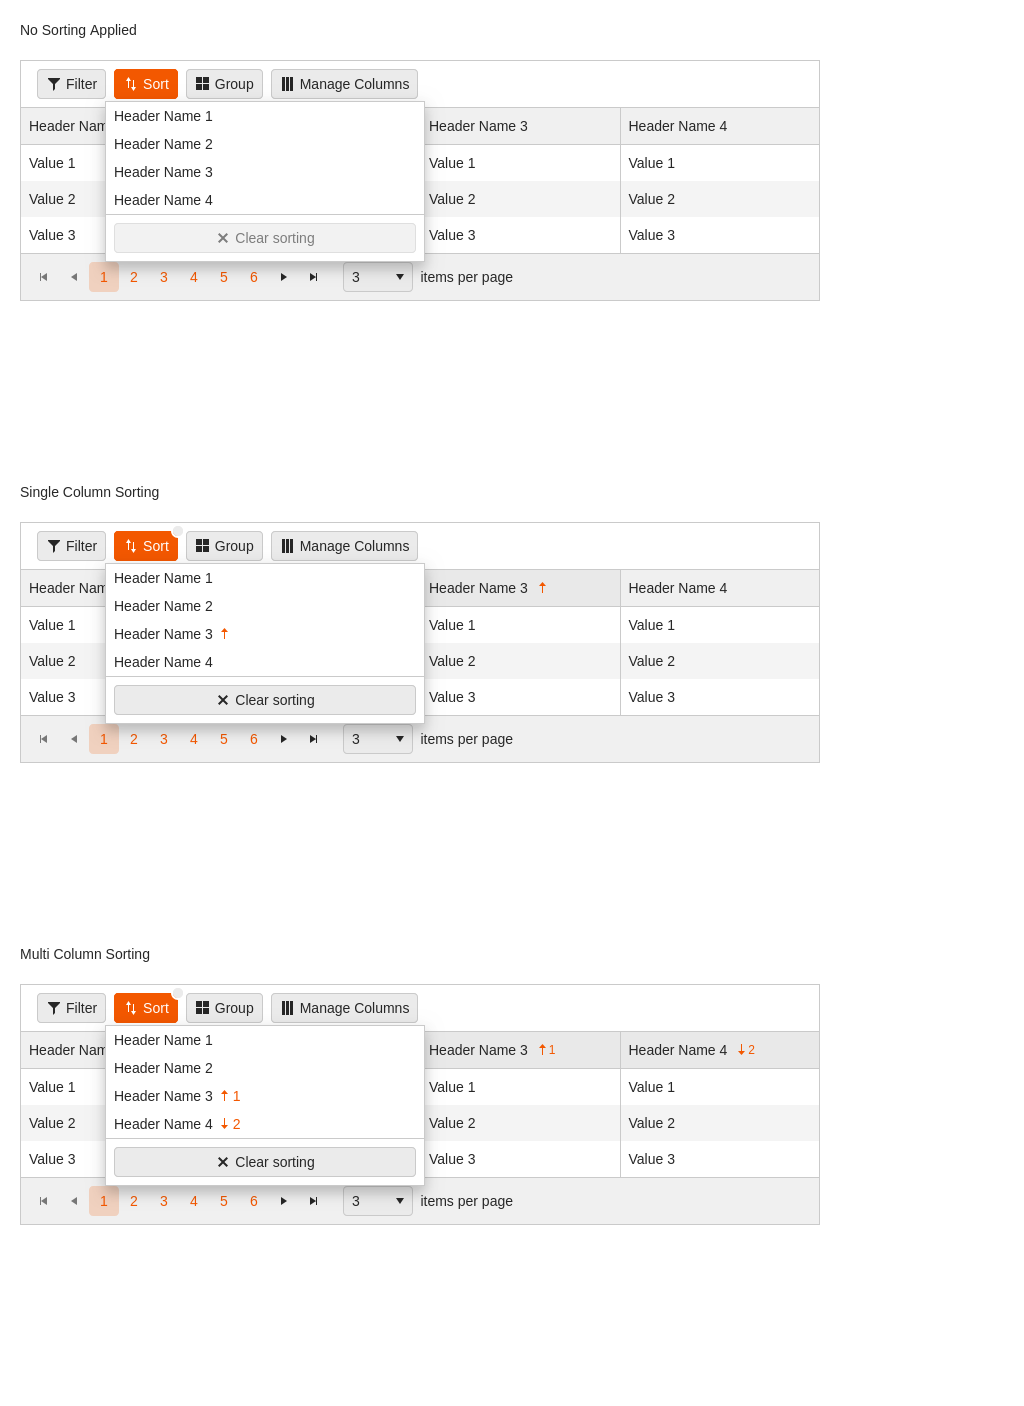 No Sorting Applied
Filter Sort Group Manage Columns
Header Nam Header Name 3 Header Name 4
Header Name 1
Header Name 2
Header Name 3
Header Name 4
Clear sorting
Value 1 Value 1 Value 1
Value 2 Value 2 Value 2
Value 3 Value 3 Value 3
1 2 3 4 5 6 3 items per page
Single Column Sorting
Filter Sort Group Manage Columns
Header Nam Header Name 3 Header Name 4
Header Name 1
Header Name 2
Header Name 3
Header Name 4
Clear sorting
Value 1 Value 1 Value 1
Value 2 Value 2 Value 2
Value 3 Value 3 Value 3
1 2 3 4 5 6 3 items per page
Multi Column Sorting
Filter Sort Group Manage Columns
Header Nam Header Name 3 1 Header Name 4 2
Header Name 1
Header Name 2
Header Name 3 1
Header Name 4 2
Clear sorting
Value 1 Value 1 Value 1
Value 2 Value 2 Value 2
Value 3 Value 3 Value 3
1 2 3 4 5 6 3 items per page